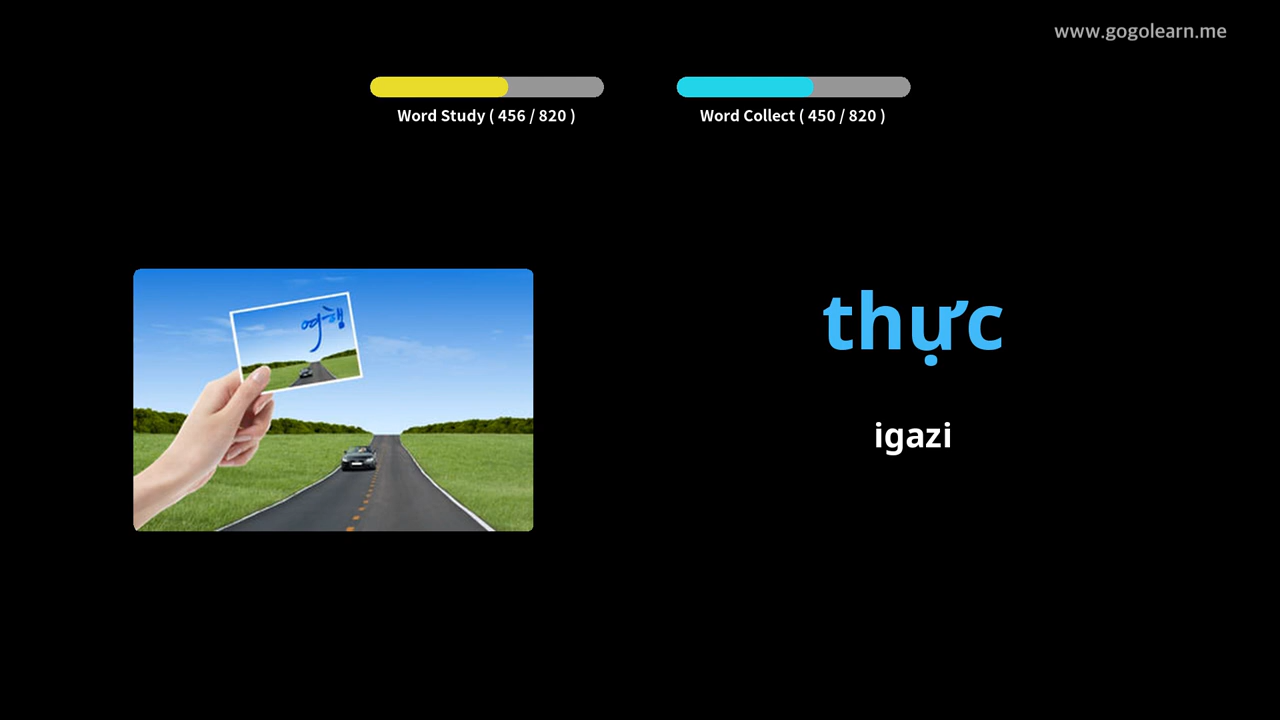 www.gogolearn.me
Word Study ( 456 / 820 )
Word Collect ( 450 / 820 )
여행
thực
igazi